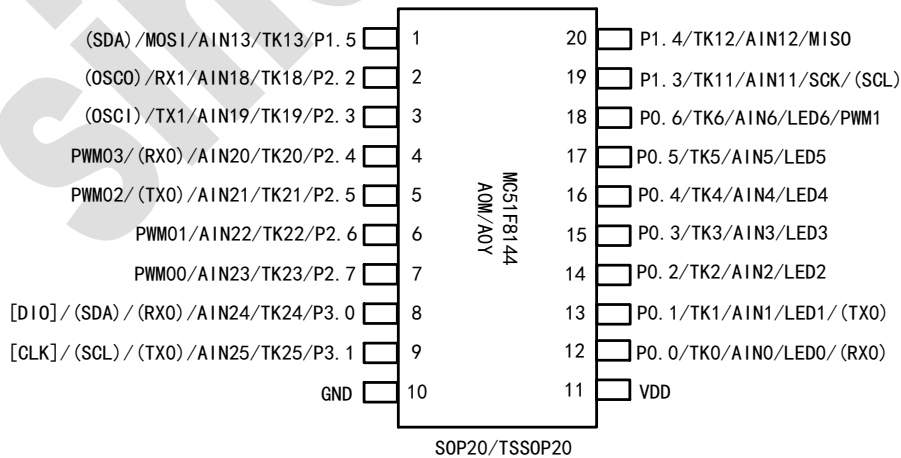 (SDA)/MOSI/AIN13/TK13/P1.5 1 20 P1.4/TK12/AIN12/MISO
(OSCO)/RX1/AIN18/TK18/P2.2 2 19 P1.3/TK11/AIN11/SCK/(SCL)
(OSCI)/TX1/AIN19/TK19/P2.3 3 18 P0.6/TK6/AIN6/LED6/PWM1
PWM03/(RX0)/AIN20/TK20/P2.4 4 17 P0.5/TK5/AIN5/LED5
PWM02/(TX0)/AIN21/TK21/P2.5 5 16 P0.4/TK4/AIN4/LED4
PWM01/AIN22/TK22/P2.6 6 15 P0.3/TK3/AIN3/LED3
PWM00/AIN23/TK23/P2.7 7 14 P0.2/TK2/AIN2/LED2
[DIO]/(SDA)/(RX0)/AIN24/TK24/P3.0 8 13 P0.1/TK1/AIN1/LED1/(TX0)
[CLK]/(SCL)/(TX0)/AIN25/TK25/P3.1 9 12 P0.0/TK0/AIN0/LED0/(RX0)
GND 10 11 VDD
MC51F8144
A0M/A0Y
SOP20/TSSOP20